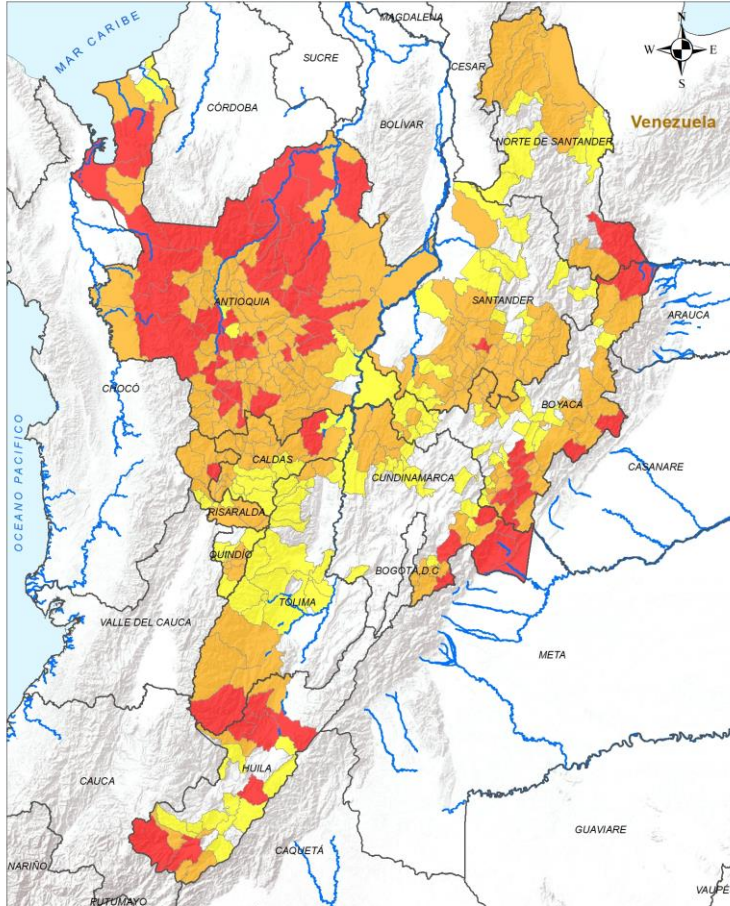 MAGDALENA
N
W E
S
MAR CARIBE
SUCRE
CESAR
CÓRDOBA
BOLÍVAR
Venezuela
NORTE DE SANTANDER
ANTIOQUIA
SANTANDER
ARAUCA
CHOCÓ
BOYACA
CALDAS
CUNDINAMARCA
CASANARE
OCEANO PACIFICO
RISARALDA
QUINDÍO
BOGOTÁ, D.C
TOLIMA
VALLE DEL CAUCA
META
HUILA
CAUCA
GUAVIARE
CAQUETÁ
NARIÑO
PUTUMAYO
VAUPÉ